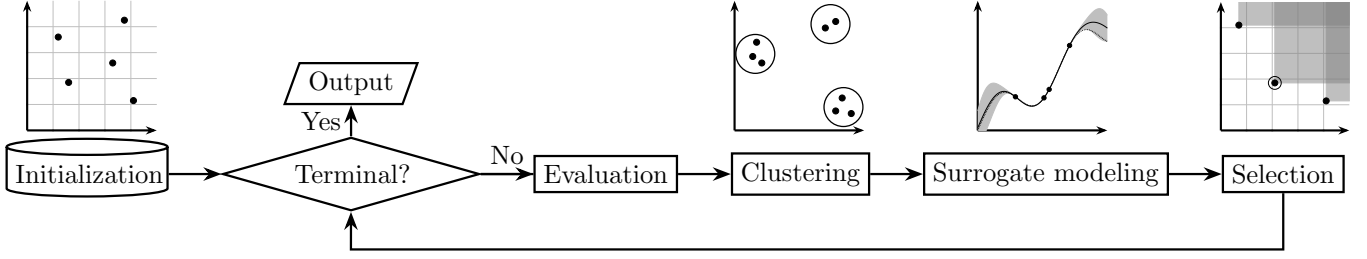 Output
Yes
Initialization
Terminal?
No
Evaluation
Clustering
Surrogate modeling
Selection